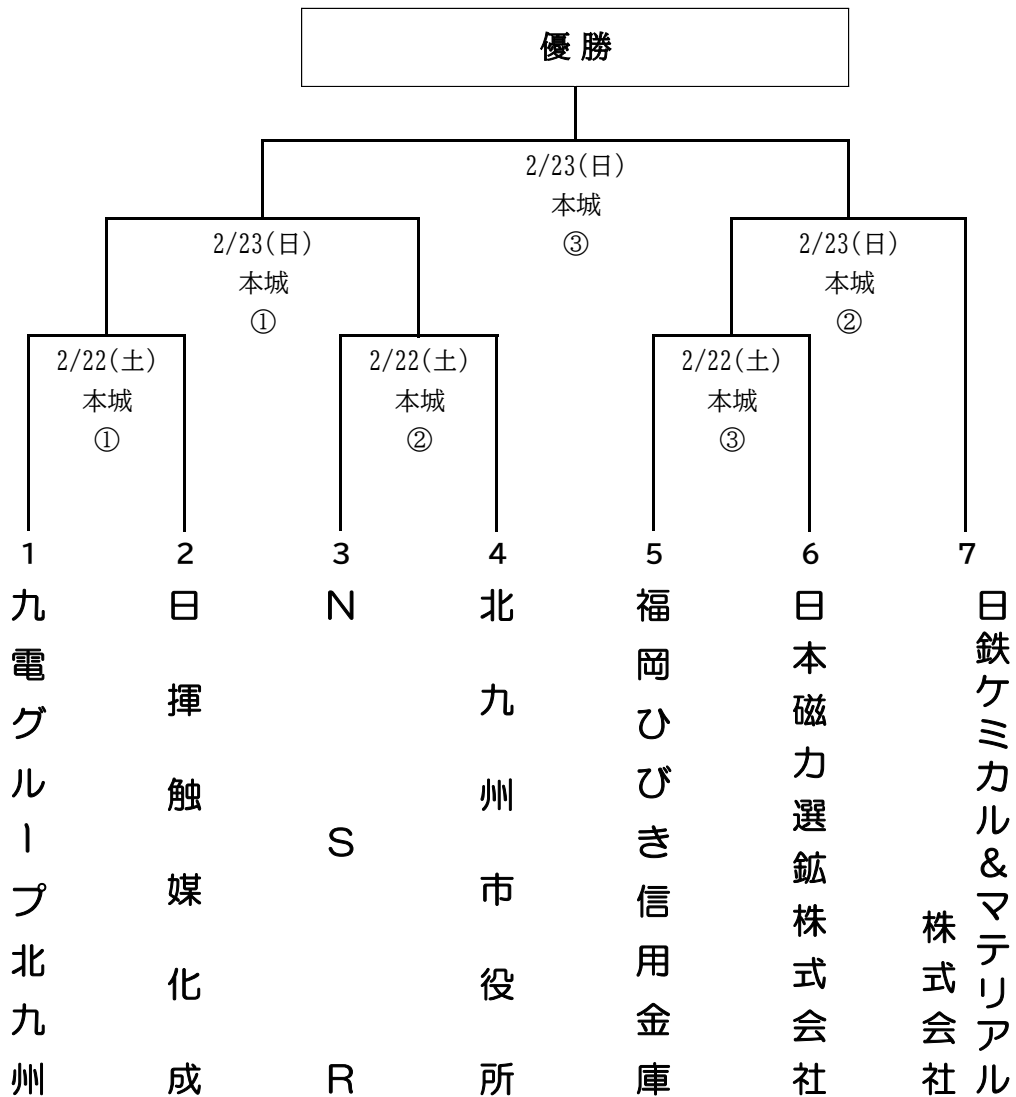 優勝
2/23(日)
本城
③
2/23(日)
本城
①
2/23(日)
本城
②
2/22(土)
本城
①
2/22(土)
本城
②
2/22(土)
本城
③
1
2
3
4
5
6
7
九電グループ北九州
日揮触媒化成
NSR
北九州市役所
福岡ひびき信用金庫
日本磁力選鉱株式会社
日鉄ケミカル&マテリアル
株式会社